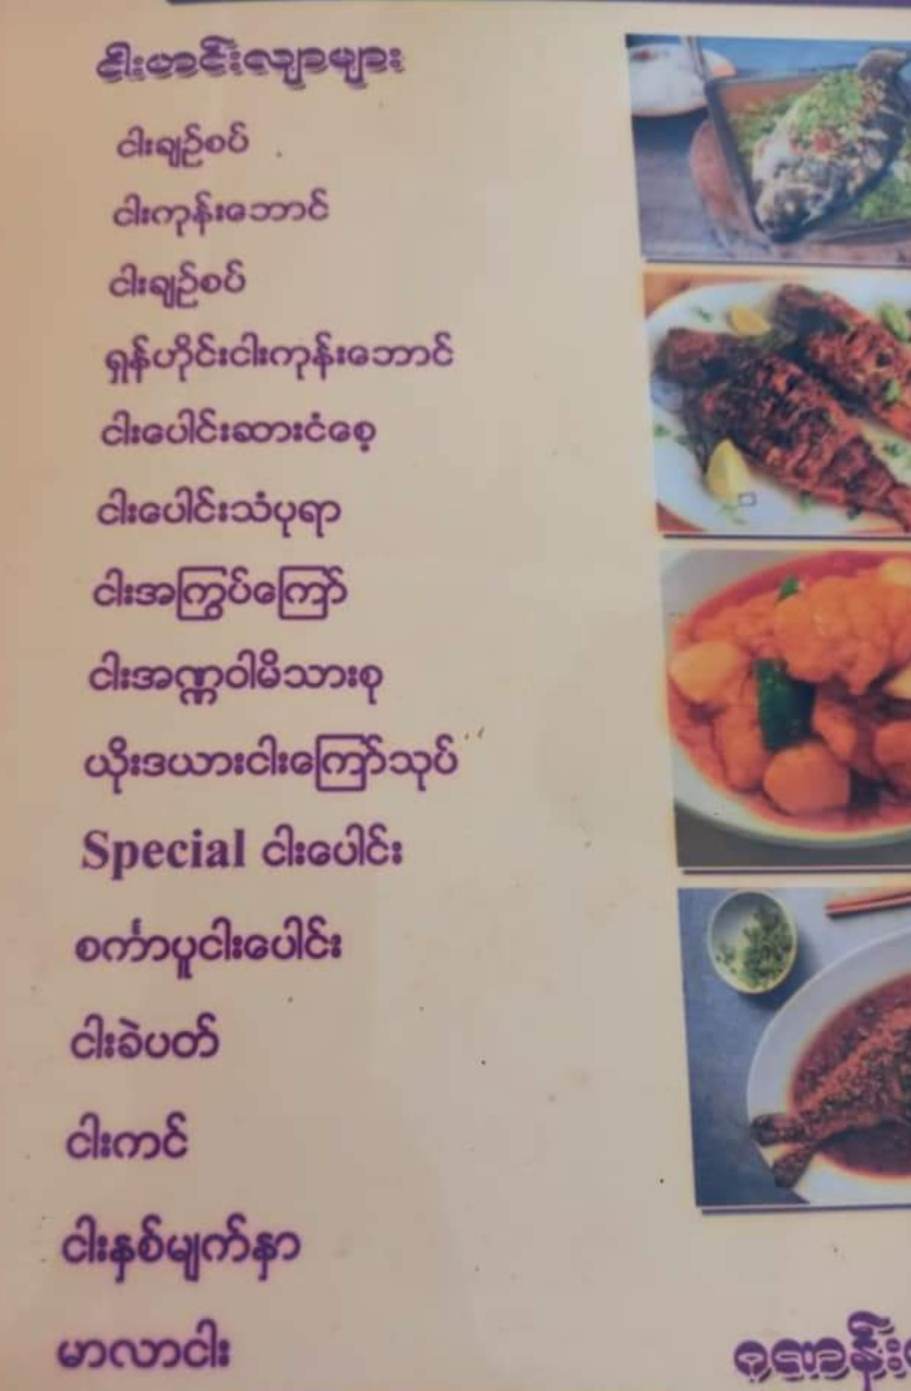 ငါးဟင်းလျာများ
ငါးချဉ်စပ်
ငါးကုန်းဘောင်
ငါးချဉ်စပ်
ရှန်ဟိုင်းငါးကုန်းဘောင်
ငါးပေါင်းဆားငံစေ့
ငါးပေါင်းသံပုရာ
ငါးအကြွပ်ကြော်
ငါးအဏ္ဏဝါမိသားစု
ယိုးဒယားငါးကြော်သုပ်
Special ငါးပေါင်း
စင်္ကာပူငါးပေါင်း
ငါးခဲပတ်
ငါးကင်
ငါးနှစ်မျက်နှာ
မာလာငါး